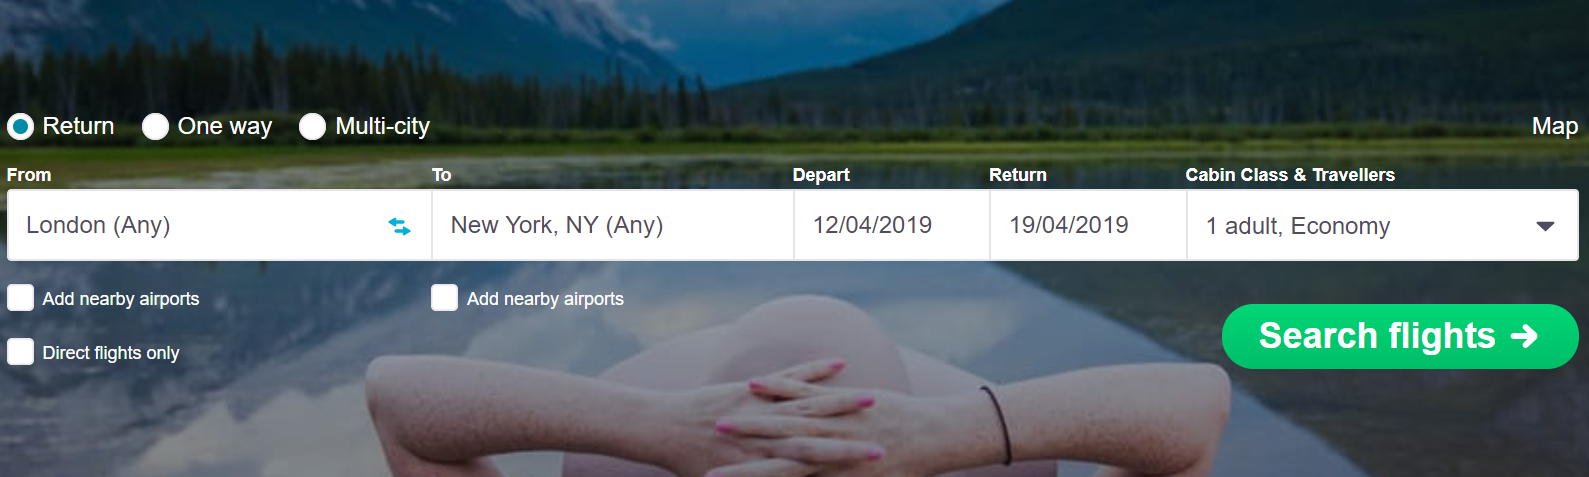 Return One way Multi-city Map
From To Depart Return Cabin Class & Travellers
London (Any) New York, NY (Any) 12/04/2019 19/04/2019 1 adult, Economy
Add nearby airports Add nearby airports
Search flights
Direct flights only